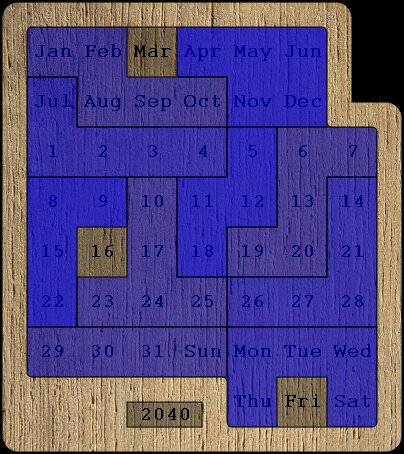 Jan Feb Mar Apr May Jun
Jul Aug Sep Oct Nov Dec
1 2 3 4 5 6 7
8 9 10 11 12 13 14
15 16 17 18 19 20 21
22 23 24 25 26 27 28
29 30 31 Sun Mon Tue Wed
Thu Fri Sat
2040